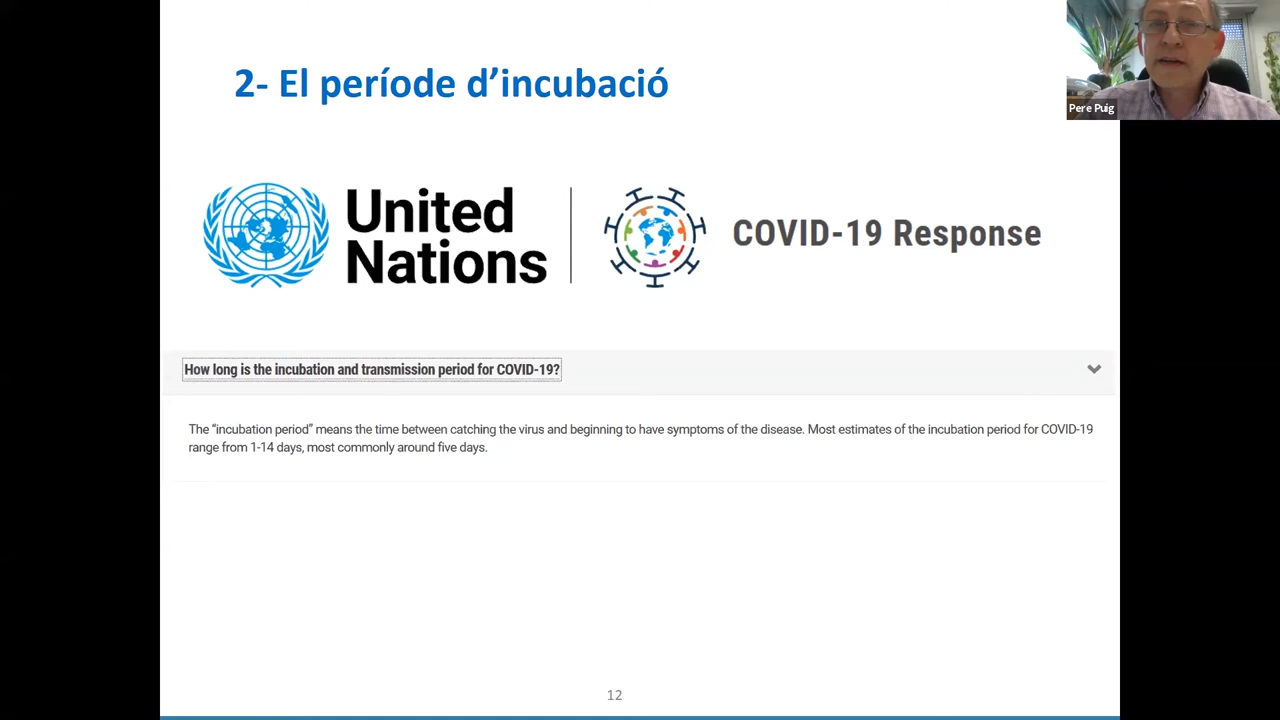 2- El període d’incubació
Pere Puig
United
Nations
COVID-19 Response
How long is the incubation and transmission period for COVID-19?
The “incubation period” means the time between catching the virus and beginning to have symptoms of the disease. Most estimates of the incubation period for COVID-19
range from 1-14 days, most commonly around five days.
12